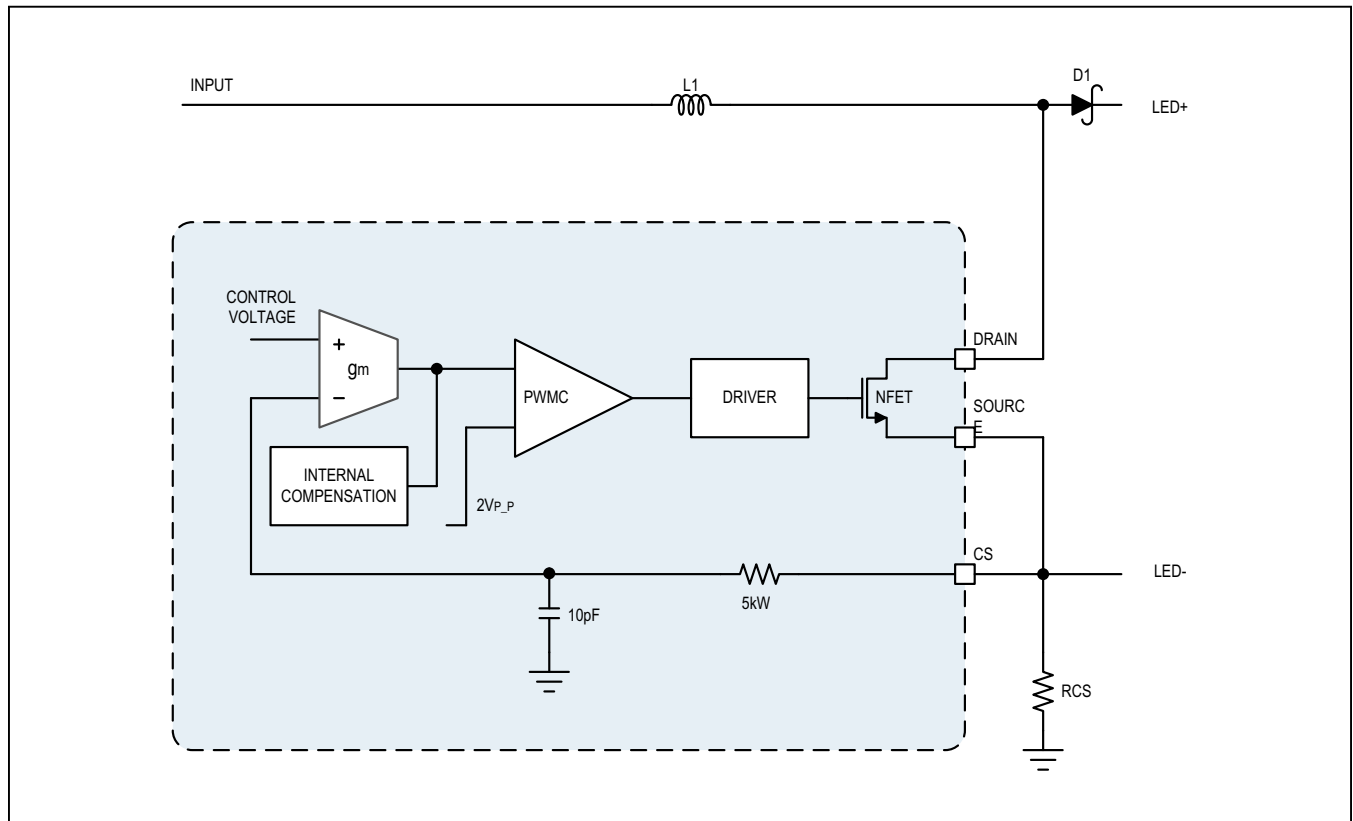 INPUT
L1
D1
LED+
CONTROL
VOLTAGE
+
gm
−
PWMC
DRIVER
NFET
DRAIN
SOURC
E
INTERNAL
COMPENSATION
2VP_P
CS
LED-
5kW
10pF
RCS